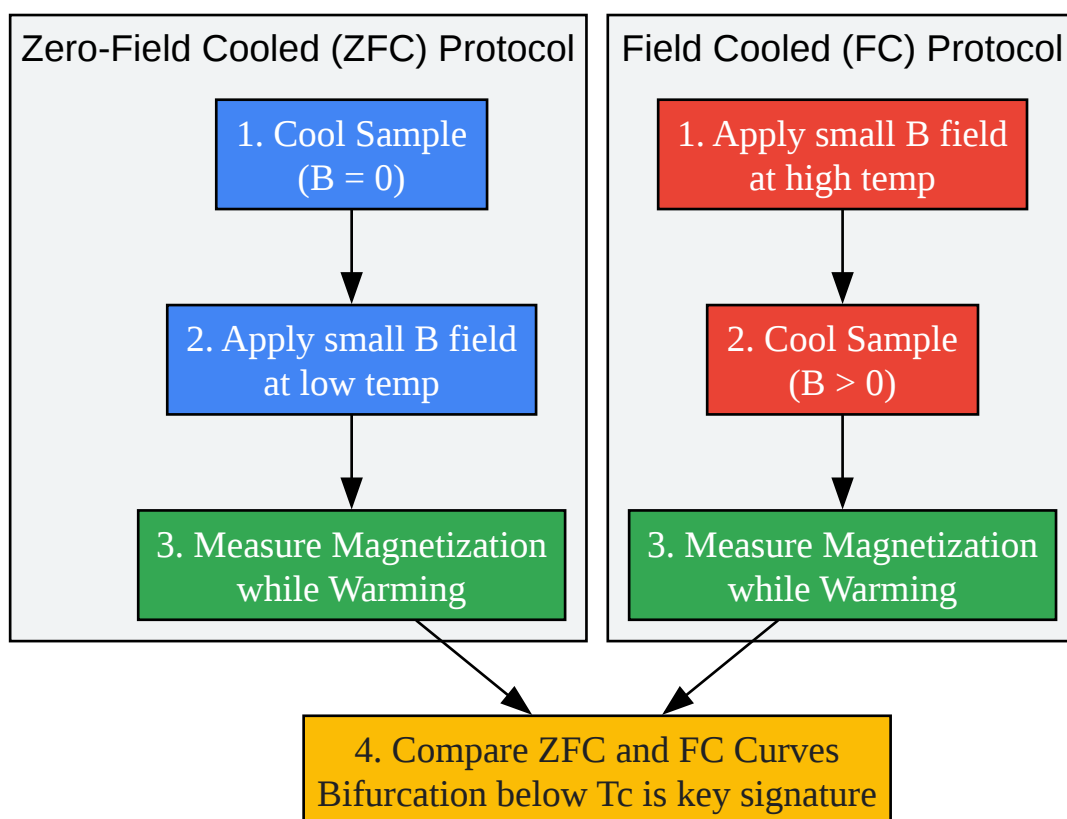 Zero-Field Cooled (ZFC) Protocol
1. Cool Sample
(B = 0)
2. Apply small B field
at low temp
3. Measure Magnetization
while Warming
Field Cooled (FC) Protocol
1. Apply small B field
at high temp
2. Cool Sample
(B > 0)
3. Measure Magnetization
while Warming
4. Compare ZFC and FC Curves
Bifurcation below Tc is key signature